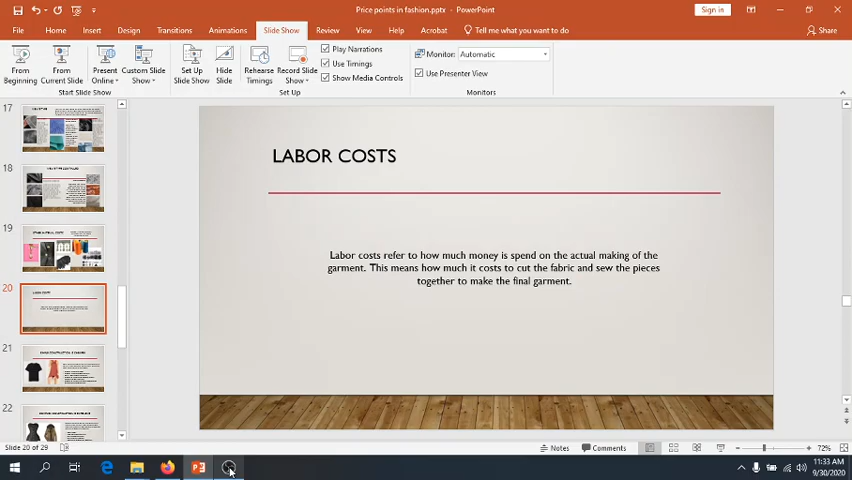 Price points in fashion.pptx - PowerPoint
Sign in
File Home Insert Design Transitions Animations Slide Show Review View Help Acrobat Tell me what you want to do Share
From Beginning
From Current Slide
Present Online
Custom Slide Show
Set Up Slide Show
Hide Slide
Rehearse Timings
Record Slide Show
Play Narrations
Use Timings
Show Media Controls
Monitor: Automatic
Use Presenter View
Start Slide Show
Set Up
Monitors
17
18
19
20
21
22
LABOR COSTS
Labor costs refer to how much money is spend on the actual making of the
garment. This means how much it costs to cut the fabric and sew the pieces
together to make the final garment.
Slide 20 of 29
Notes
Comments
72%
11:33 AM
9/30/2020